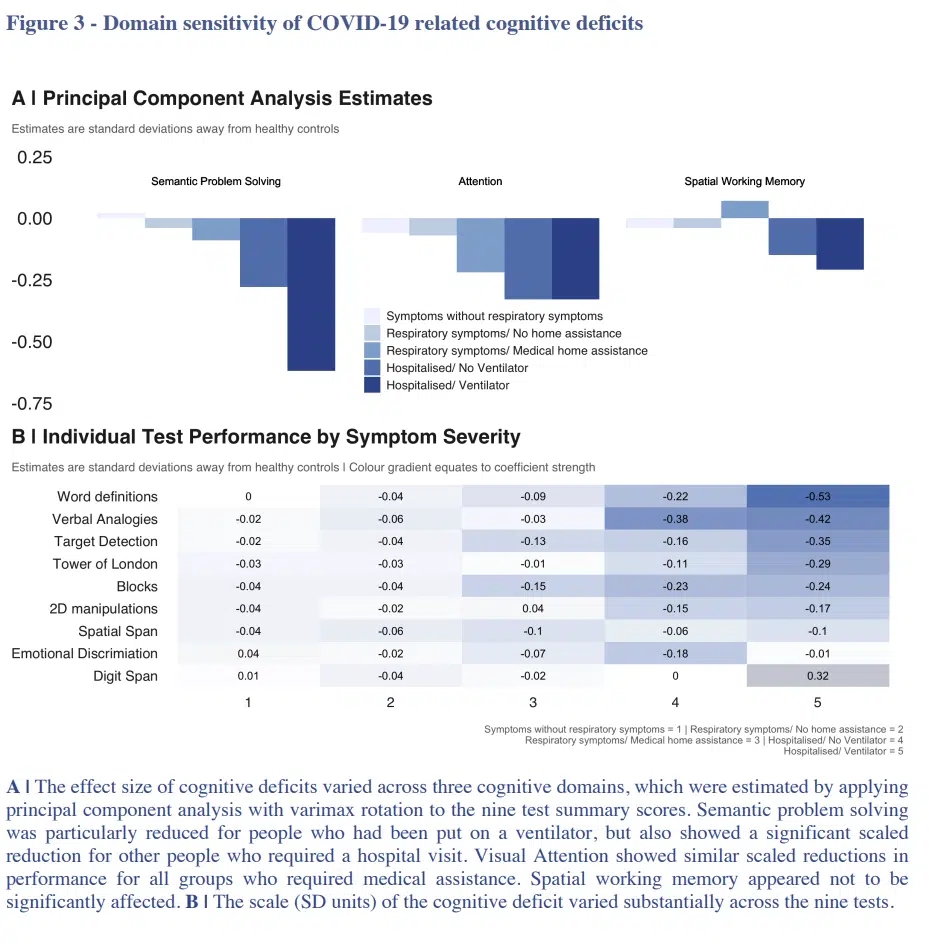 Figure 3 - Domain sensitivity of COVID-19 related cognitive deficits
A | Principal Component Analysis Estimates
Estimates are standard deviations away from healthy controls
0.25
Semantic Problem Solving Attention Spatial Working Memory
0.00
-0.25
Symptoms without respiratory symptoms
Respiratory symptoms/ No home assistance
-0.50
Respiratory symptoms/ Medical home assistance
Hospitalised/ No Ventilator
Hospitalised/ Ventilator
-0.75
B | Individual Test Performance by Symptom Severity
Estimates are standard deviations away from healthy controls | Colour gradient equates to coefficient strength
Word definitions 0 -0.04 -0.09 -0.22 -0.53
Verbal Analogies -0.02 -0.06 -0.03 -0.38 -0.42
Target Detection -0.02 -0.04 -0.13 -0.16 -0.35
Tower of London -0.03 -0.03 -0.01 -0.11 -0.29
Blocks -0.04 -0.04 -0.15 -0.23 -0.24
2D manipulations -0.04 -0.02 0.04 -0.15 -0.17
Spatial Span -0.04 -0.06 -0.1 -0.06 -0.1
Emotional Discrimiation 0.04 -0.02 -0.07 -0.18 -0.01
Digit Span 0.01 -0.04 -0.02 0 0.32
1 2 3 4 5
Symptoms without respiratory symptoms = 1 | Respiratory symptoms/ No home assistance = 2
Respiratory symptoms/ Medical home assistance = 3 | Hospitalised/ No Ventilator = 4
Hospitalised/ Ventilator = 5
A | The effect size of cognitive deficits varied across three cognitive domains, which were estimated by applying
principal component analysis with varimax rotation to the nine test summary scores. Semantic problem solving
was particularly reduced for people who had been put on a ventilator, but also showed a significant scaled
reduction for other people who required a hospital visit. Visual Attention showed similar scaled reductions in
performance for all groups who required medical assistance. Spatial working memory appeared not to be
significantly affected. B | The scale (SD units) of the cognitive deficit varied substantially across the nine tests.